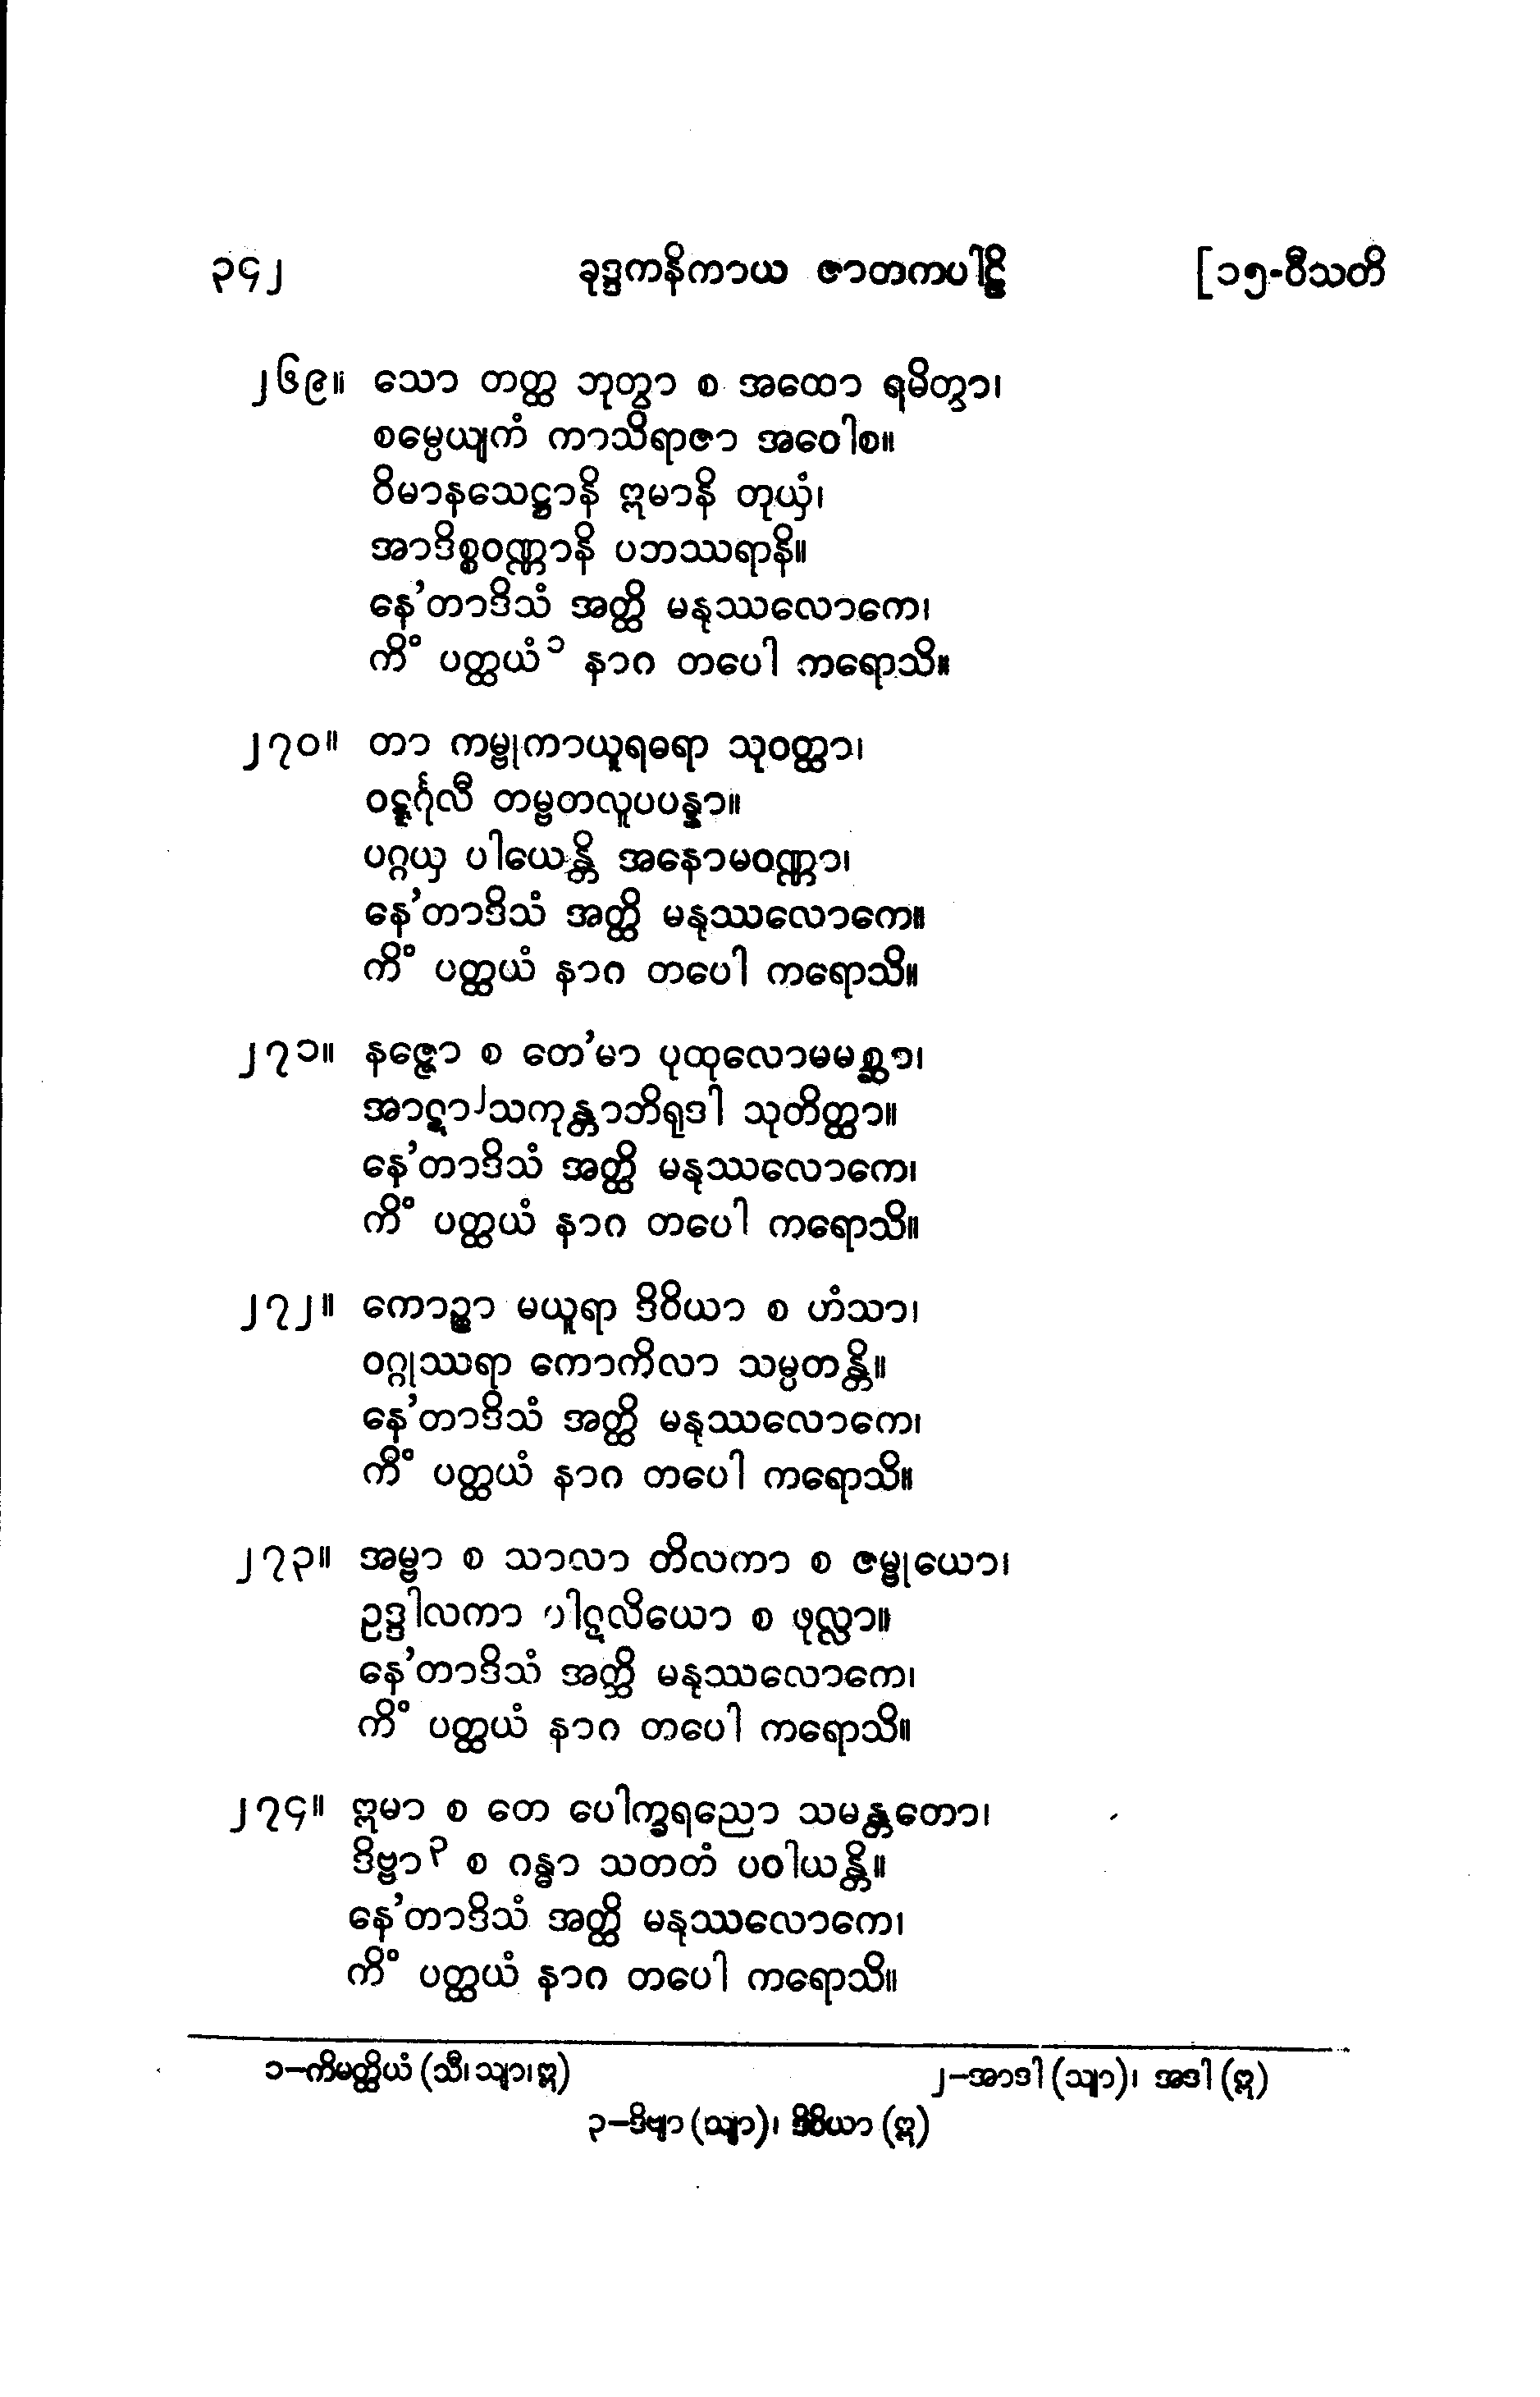 ၃၄၂ ခုဒ္ဒကနိကာယ ဇာတကပါဠိ [၁၅-ဝီသတိ
၂၆၉။ သော တတ္ထ ဘုတွာ စ အထော ရမိတွာ၊
စမ္ပေယျကံ ကာသိရာဇာ အဝေါစ။
ဝိမာနသေဋ္ဌာနိ ဣမာနိ တုယှံ၊
အာဒိစ္စဝဏ္ဏာနိ ပဘဿရာနိ။
နေ'တာဒိသံ အတ္ထိ မနုဿလောကေ၊
ကိံ ပတ္ထယံ၁ နာဂ တပေါ ကရောသိ။
၂၇၀။ တာ ကမ္ဗုကာယူရဓရာ သုဝတ္ထာ၊
ဝဋ္ဋင်္ဂုလီ တမ္ဗတလူပပန္နာ။
ပဂ္ဂယှ ပါယေန္တိ အနောမဝဏ္ဏာ၊
နေ'တာဒိသံ အတ္ထိ မနုဿလောကေ။
ကိံ ပတ္ထယံ နာဂ တပေါ ကရောသိ။
၂၇၁။ နဇ္ဇော စ တေ'မာ ပုထုလောမမစ္ဆာ၊
အာဋာ၂သကုန္တာဘိရုဒါ သုတိတ္ထာ။
နေ'တာဒိသံ အတ္ထိ မနုဿလောကေ၊
ကိံ ပတ္ထယံ နာဂ တပေါ ကရောသိ။
၂၇၂။ ကောဉ္စာ မယူရာ ဒိဝိယာ စ ဟံသာ၊
ဝဂ္ဂုဿရာ ကောကိလာ သမ္ပတန္တိ။
နေ'တာဒိသံ အတ္ထိ မနုဿလောကေ၊
ကိံ ပတ္ထယံ နာဂ တပေါ ကရောသိ။
၂၇၃။ အမ္ဗာ စ သာလာ တိလကာ စ ဇမ္ဗုယော၊
ဥဒ္ဒါလကာ ပါဋလိယော စ ဖုလ္လာ။
နေ'တာဒိသံ အတ္ထိ မနုဿလောကေ၊
ကိံ ပတ္ထယံ နာဂ တပေါ ကရောသိ။
၂၇၄။ ဣမာ စ တေ ပေါက္ခရညော သမန္တတော၊
ဒိဗ္ဗာ၃ စ ဂန္ဓာ သတတံ ပဝါယန္တိ။
နေ'တာဒိသံ အတ္ထိ မနုဿလောကေ၊
ကိံ ပတ္ထယံ နာဂ တပေါ ကရောသိ။
၁–ကိမတ္ထိယံ (သီ၊ သျာ၊ ဣ) ၂–အာဒါ (သျာ)၊ အဒါ (ဣ)
၃–ဒိဗျာ (သျာ)၊ ဒိဝိယာ (ဣ)